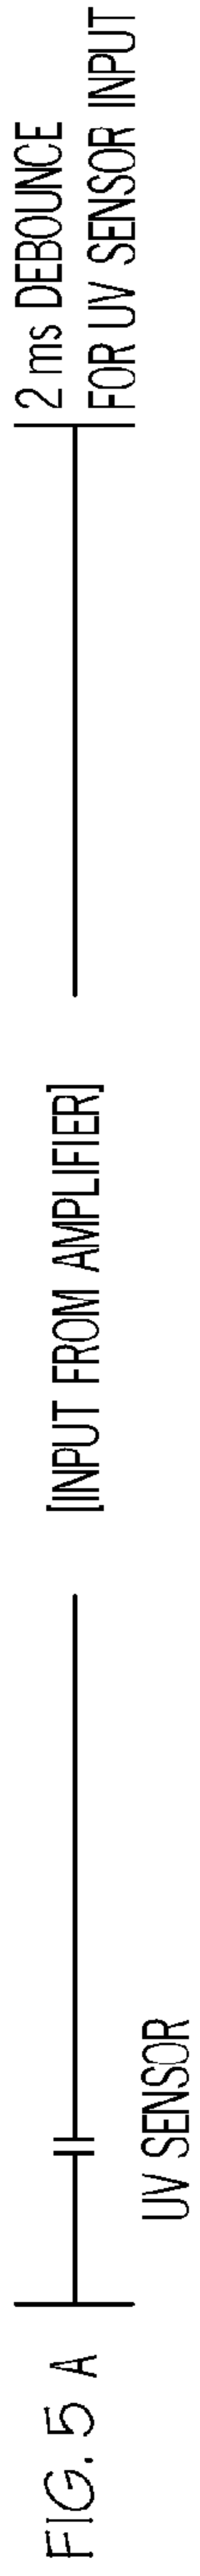 FIG. 5 A
UV SENSOR
[INPUT FROM AMPLIFIER]
2 ms DEBOUNCE
FOR UV SENSOR INPUT